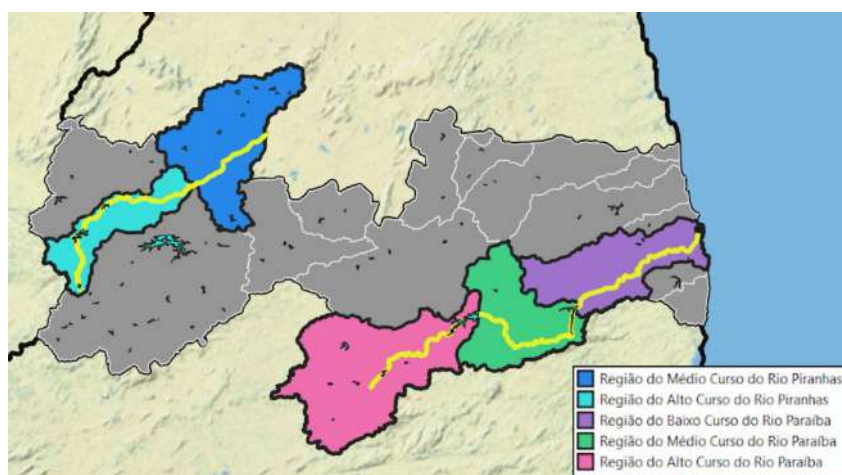 Região do Médio Curso do Rio Piranhas
Região do Alto Curso do Rio Piranhas
Região do Baixo Curso do Rio Paraíba
Região do Médio Curso do Rio Paraíba
Região do Alto Curso do Rio Paraíba